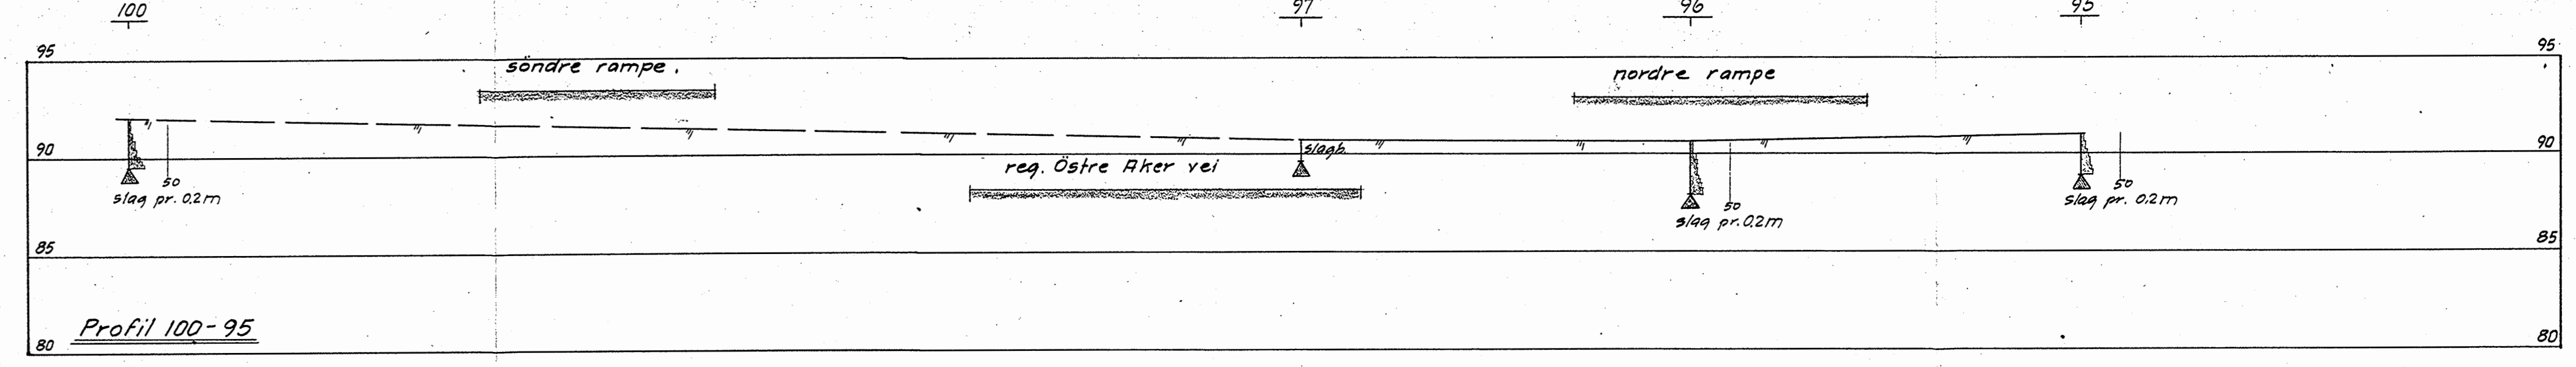 100
97
96
95
95
95
söndre rampe.
nordre rampe
90
slagb.
90
reg. Östre Aker vei
50
slag pr. 0.2m
50
slag pr. 0.2m
50
slag pr. 0.2m
85
85
Profil 100-95
80
80